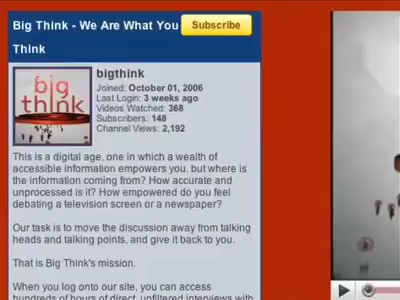 Big Think - We Are What You
Think
Subscribe
big
think
bigthink
Joined: October 01, 2006
Last Login: 3 weeks ago
Videos Watched: 368
Subscribers: 148
Channel Views: 2,192
This is a digital age, one in which a wealth of
accessible information empowers you, but where is
the information coming from? How accurate and
unprocessed is it? How empowered do you feel
debating a television screen or a newspaper?
Our task is to move the discussion away from talking
heads and talking points, and give it back to you.
That is Big Think's mission.
When you log onto our site, you can access
hundreds of hours of direct, unfiltered interviews with